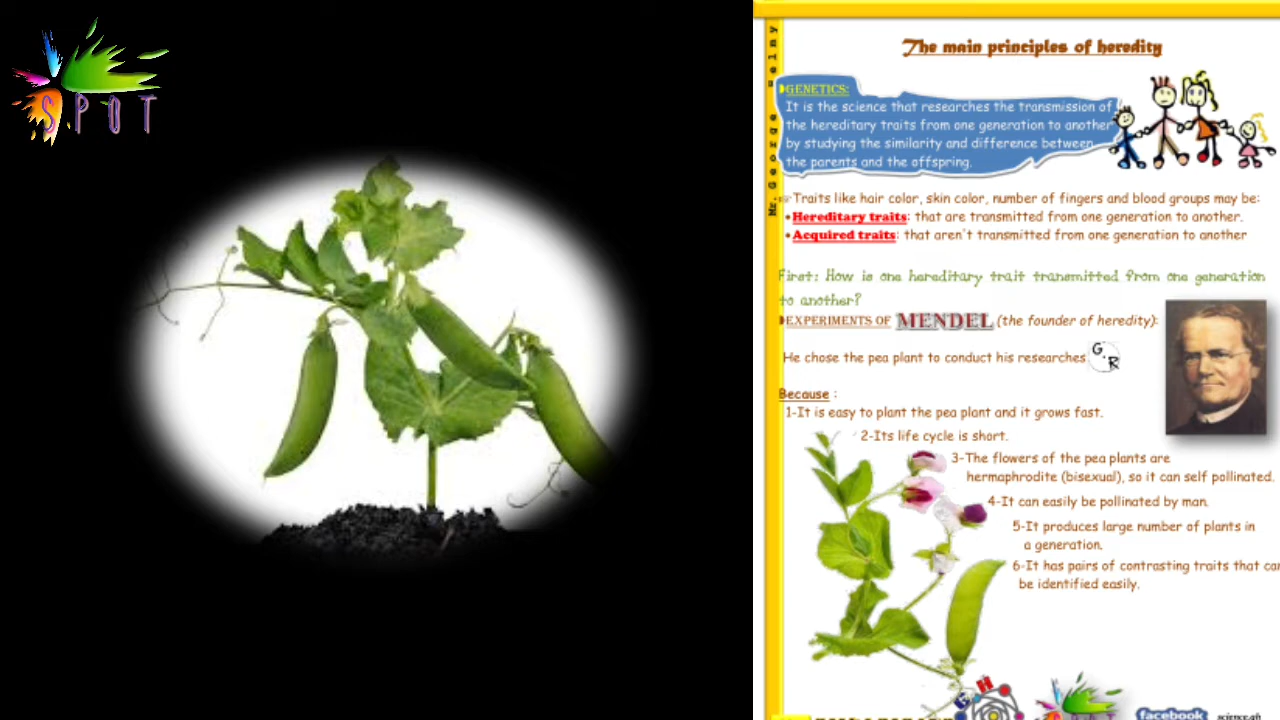 SPOT
The main principles of heredity
Mr. George selny
GENETICS:
It is the science that researches the transmission of
the hereditary traits from one generation to another
by studying the similarity and difference between
the parents and the offspring.
Traits like hair color, skin color, number of fingers and blood groups may be:
•Hereditary traits: that are transmitted from one generation to another.
•Acquired traits: that aren't transmitted from one generation to another
First: How is one hereditary trait transmitted from one generation
to another?
EXPERIMENTS OF MENDEL (the founder of heredity):
He chose the pea plant to conduct his researches G.R
Because :
1-It is easy to plant the pea plant and it grows fast.
2-Its life cycle is short.
3-The flowers of the pea plants are
hermaphrodite (bisexual), so it can self pollinated.
4-It can easily be pollinated by man.
5-It produces large number of plants in
a generation.
6-It has pairs of contrasting traits that can
be identified easily.
H
facebook